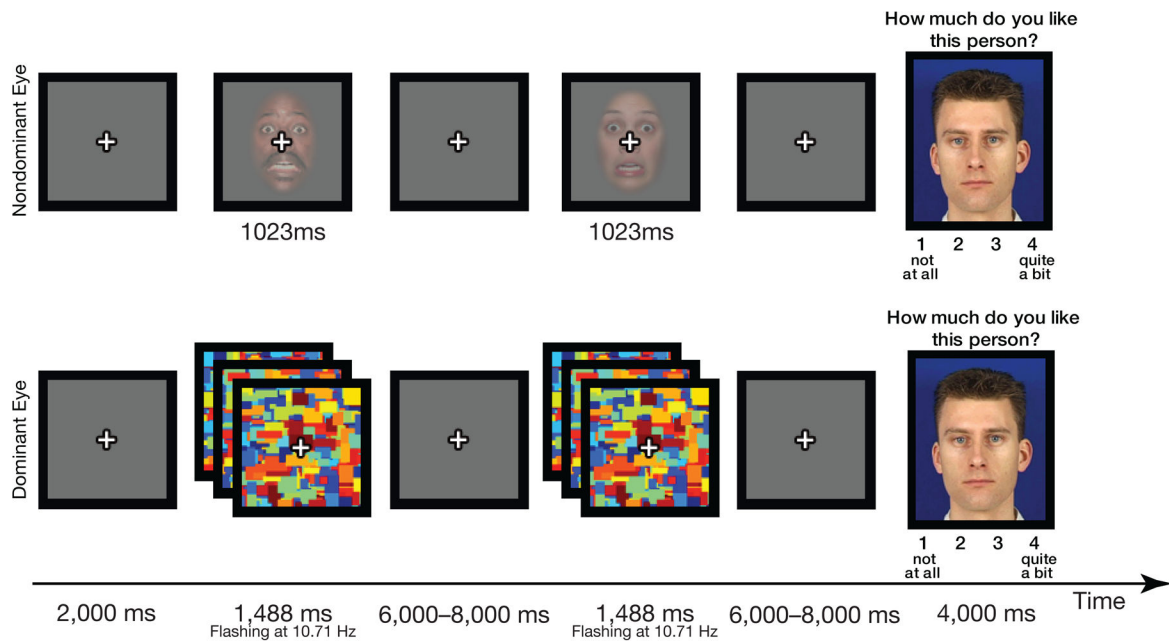 How much do you like
this person?
Nondominant Eye
1023ms
1023ms
1 2 3 4
not quite
at all a bit
How much do you like
this person?
Dominant Eye
1 2 3 4
not quite
at all a bit
Time
2,000 ms 1,488 ms 6,000–8,000 ms 1,488 ms 6,000–8,000 ms 4,000 ms
Flashing at 10.71 Hz Flashing at 10.71 Hz